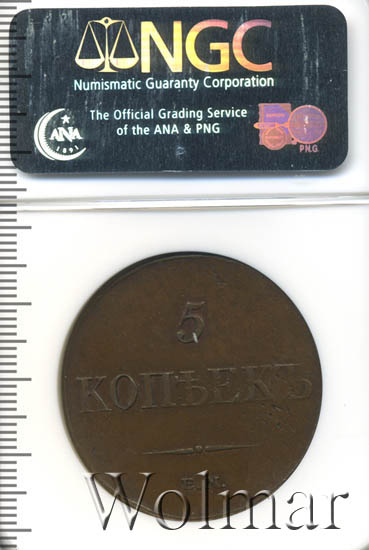 NGC
Numismatic Guaranty Corporation
The Official Grading Service
of the ANA & PNG
ANA
1891
P.N.G.
5
КОПѢЕКЪ
Е.М.
Wolmar